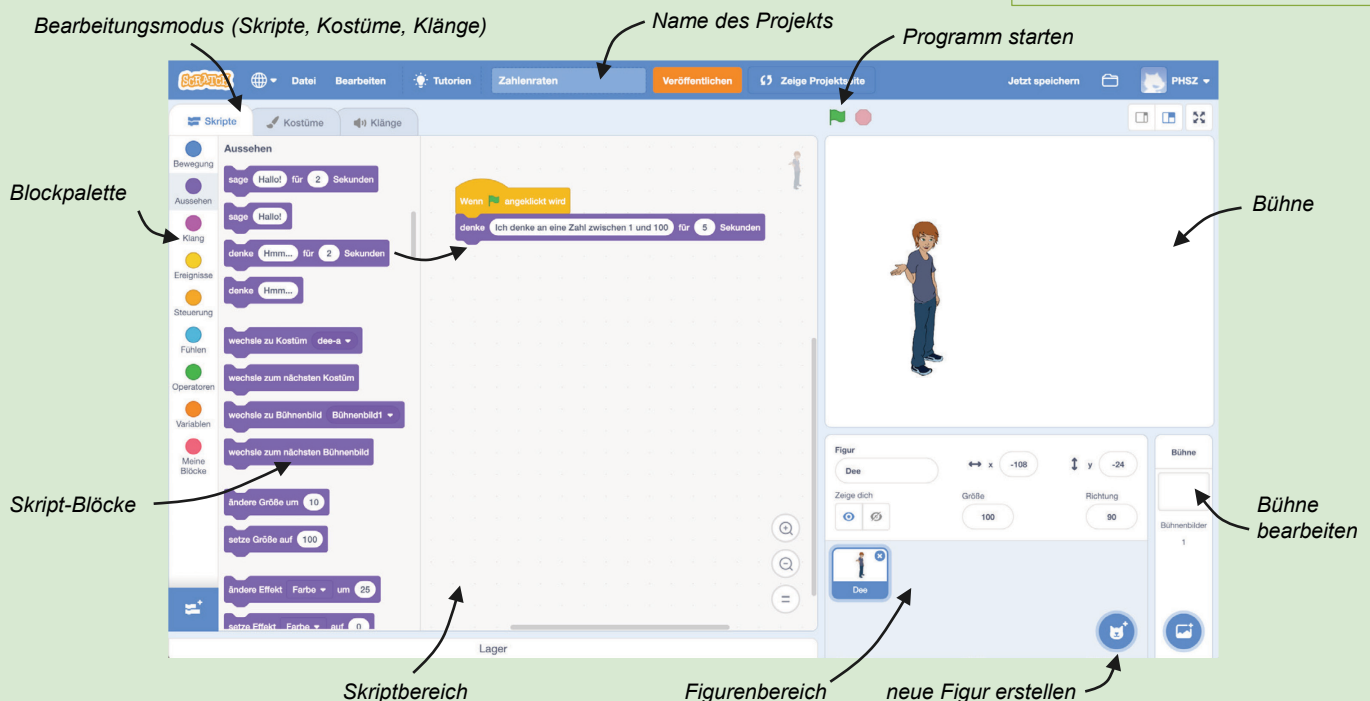 Bearbeitungsmodus (Skripte, Kostüme, Klänge)
Name des Projekts
Programm starten
SCRATCH
Datei
Bearbeiten
Tutorien
Zahlenraten
Veröffentlichen
Zeige Projektseite
Jetzt speichern
PHSZ
Skripte
Kostüme
Klänge
Blockpalette
Bewegung
Aussehen
Klang
Ereignisse
Steuerung
Fühlen
Operatoren
Variablen
Meine
Blöcke
Skript-Blöcke
Aussehen
sage Hallo! für 2 Sekunden
sage Hallo!
denke Hmm... für 2 Sekunden
denke Hmm...
wechsle zu Kostüm dee-a
wechsle zum nächsten Kostüm
wechsle zu Bühnenbild Bühnenbild1
wechsle zum nächsten Bühnenbild
ändere Größe um 10
setze Größe auf 100
ändere Effekt Farbe um 25
setze Effekt Farbe auf 0
Wenn angeklickt wird
denke Ich denke an eine Zahl zwischen 1 und 100 für 5 Sekunden
Bühne
Figur
Dee
x -108
y -24
Zeige dich
Größe
100
Richtung
90
Dee
Bühne
Bühnenbilder
1
Bühne
bearbeiten
Lager
Skriptbereich
Figurenbereich
neue Figur erstellen